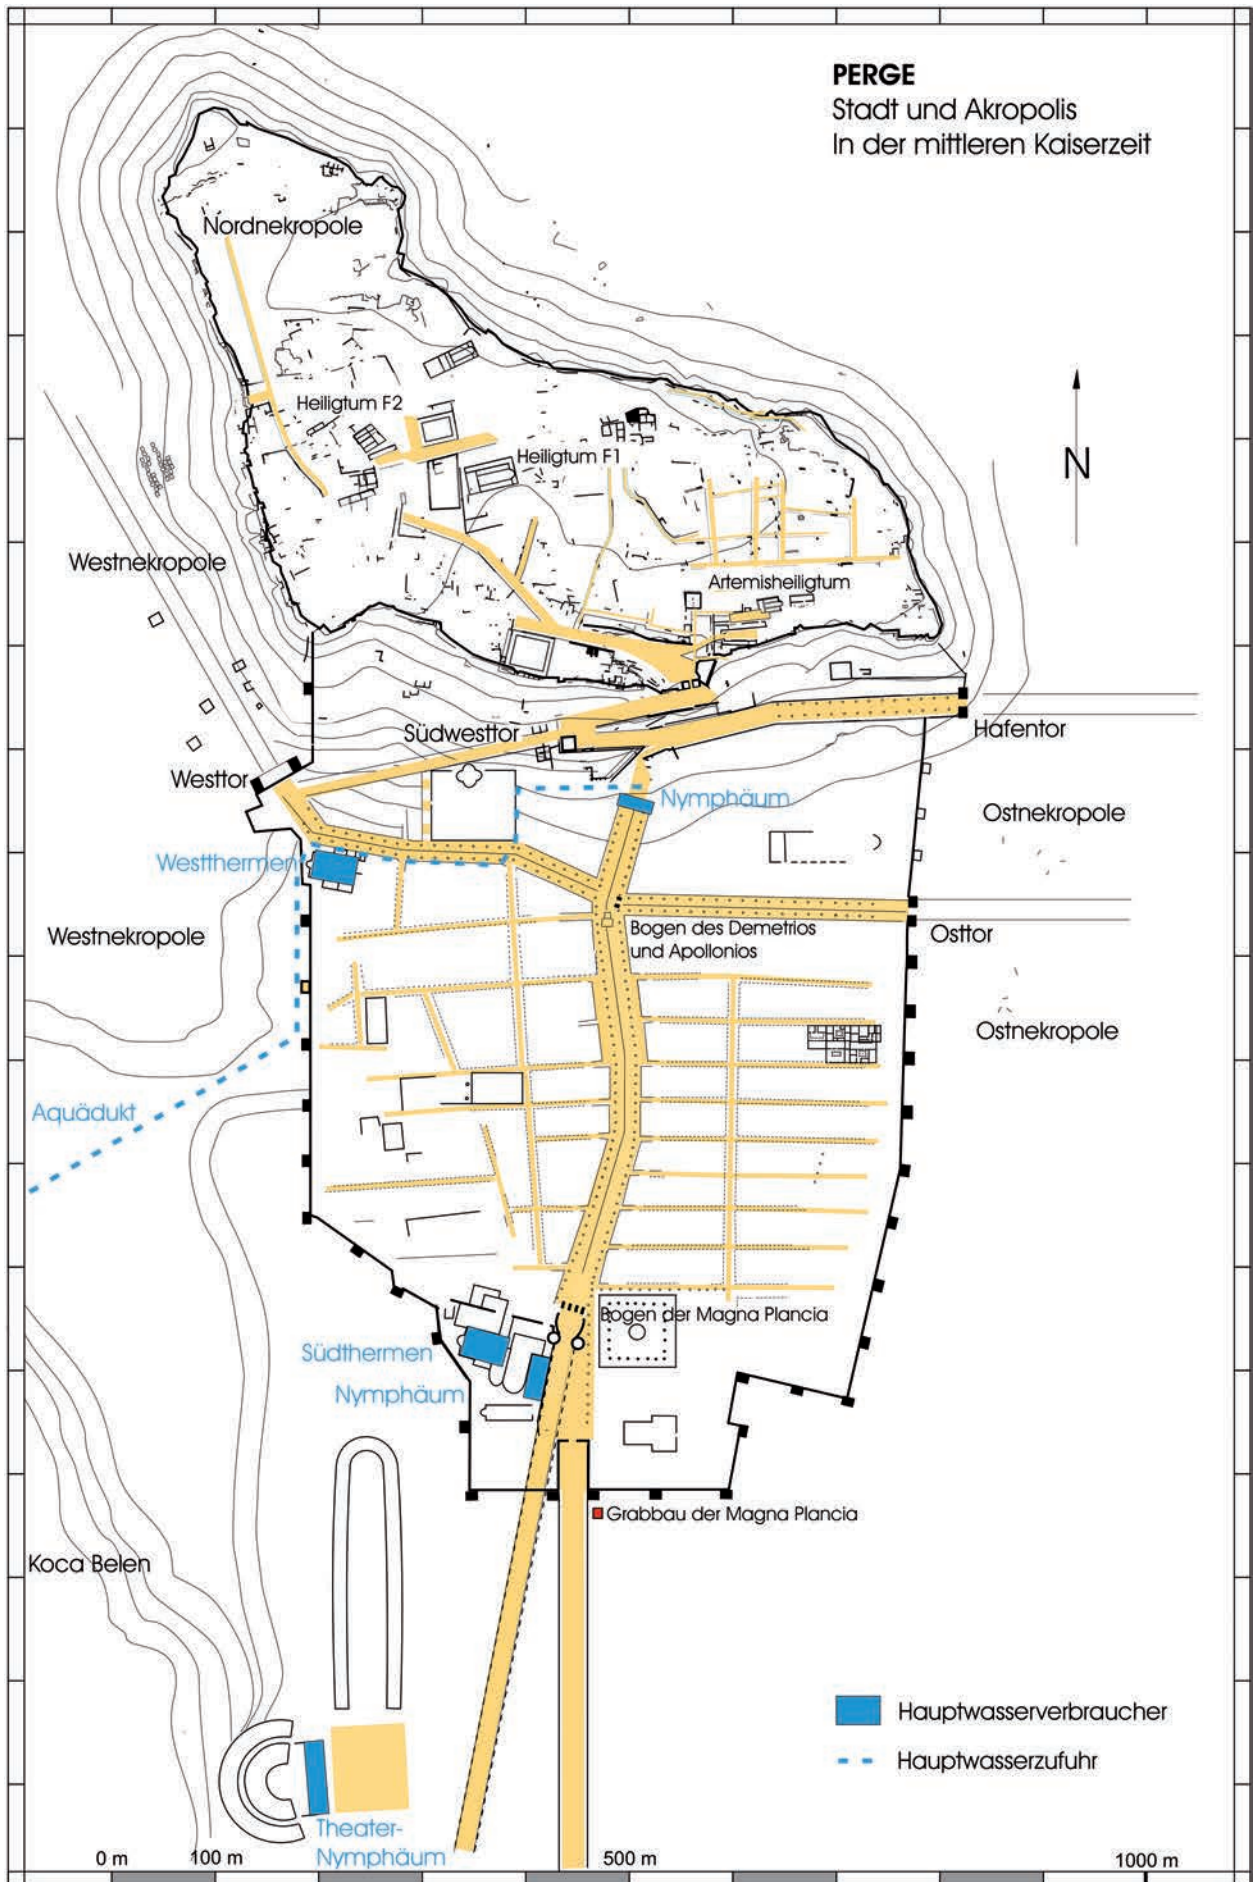 PERGE
Stadt und Akropolis
In der mittleren Kaiserzeit
Nordnekropole
Heiligtum F2
Heiligtum F1
N
Westnekropole
Artemisheiligtum
Südwesttor
Hafentor
Westtor
Nymphäum
Ostnekropole
Westthermen
Westnekropole
Bogen des Demetrios
und Apollonios
Osttor
Ostnekropole
Aquädukt
Bogen der Magna Plancia
Südthermen
Nymphäum
Grabbau der Magna Plancia
Koca Belen
Hauptwasserverbraucher
Hauptwasserzufuhr
Theater-
Nymphäum
0 m 100 m 500 m 1000 m